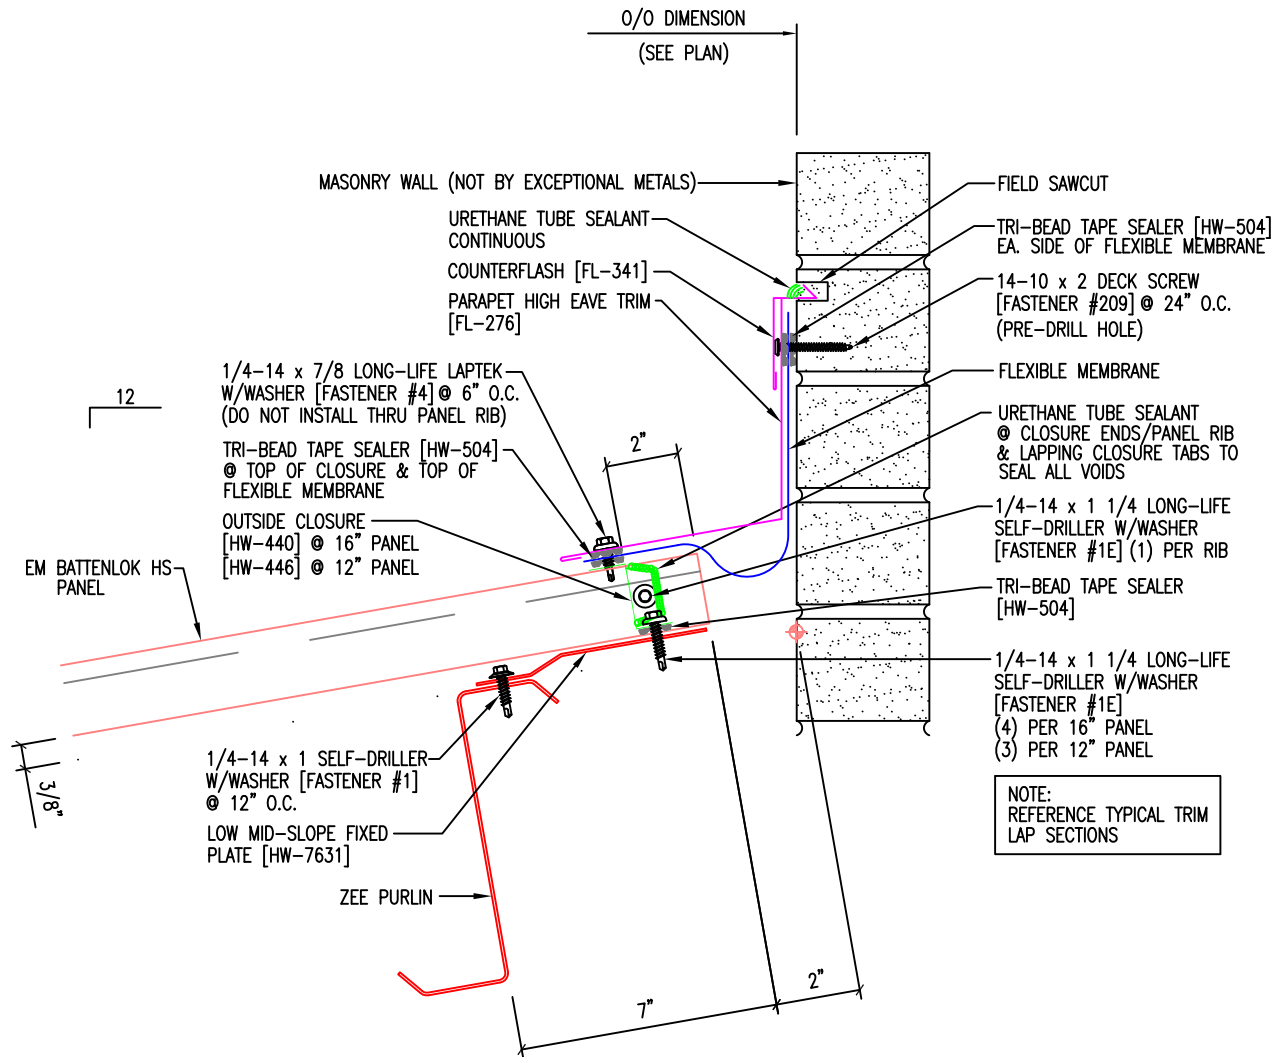 O/O DIMENSION
(SEE PLAN)
MASONRY WALL (NOT BY EXCEPTIONAL METALS)
URETHANE TUBE SEALANT
CONTINUOUS
COUNTERFLASH [FL-341]
PARAPET HIGH EAVE TRIM
[FL-276]
1/4-14 x 7/8 LONG-LIFE LAPTEK
W/WASHER [FASTENER #4] @ 6" O.C.
(DO NOT INSTALL THRU PANEL RIB)
12
TRI-BEAD TAPE SEALER [HW-504]
@ TOP OF CLOSURE & TOP OF
FLEXIBLE MEMBRANE
2"
OUTSIDE CLOSURE
[HW-440] @ 16" PANEL
[HW-446] @ 12" PANEL
EM BATTENLOK HS
PANEL
FIELD SAWCUT
TRI-BEAD TAPE SEALER [HW-504]
EA. SIDE OF FLEXIBLE MEMBRANE
14-10 x 2 DECK SCREW
[FASTENER #209] @ 24" O.C.
(PRE-DRILL HOLE)
FLEXIBLE MEMBRANE
URETHANE TUBE SEALANT
@ CLOSURE ENDS/PANEL RIB
& LAPPING CLOSURE TABS TO
SEAL ALL VOIDS
1/4-14 x 1 1/4 LONG-LIFE
SELF-DRILLER W/WASHER
[FASTENER #1E] (1) PER RIB
TRI-BEAD TAPE SEALER
[HW-504]
1/4-14 x 1 1/4 LONG-LIFE
SELF-DRILLER W/WASHER
[FASTENER #1E]
(4) PER 16" PANEL
(3) PER 12" PANEL
3/8"
1/4-14 x 1 SELF-DRILLER
W/WASHER [FASTENER #1]
@ 12" O.C.
LOW MID-SLOPE FIXED
PLATE [HW-7631]
ZEE PURLIN
7"
2"
NOTE:
REFERENCE TYPICAL TRIM
LAP SECTIONS